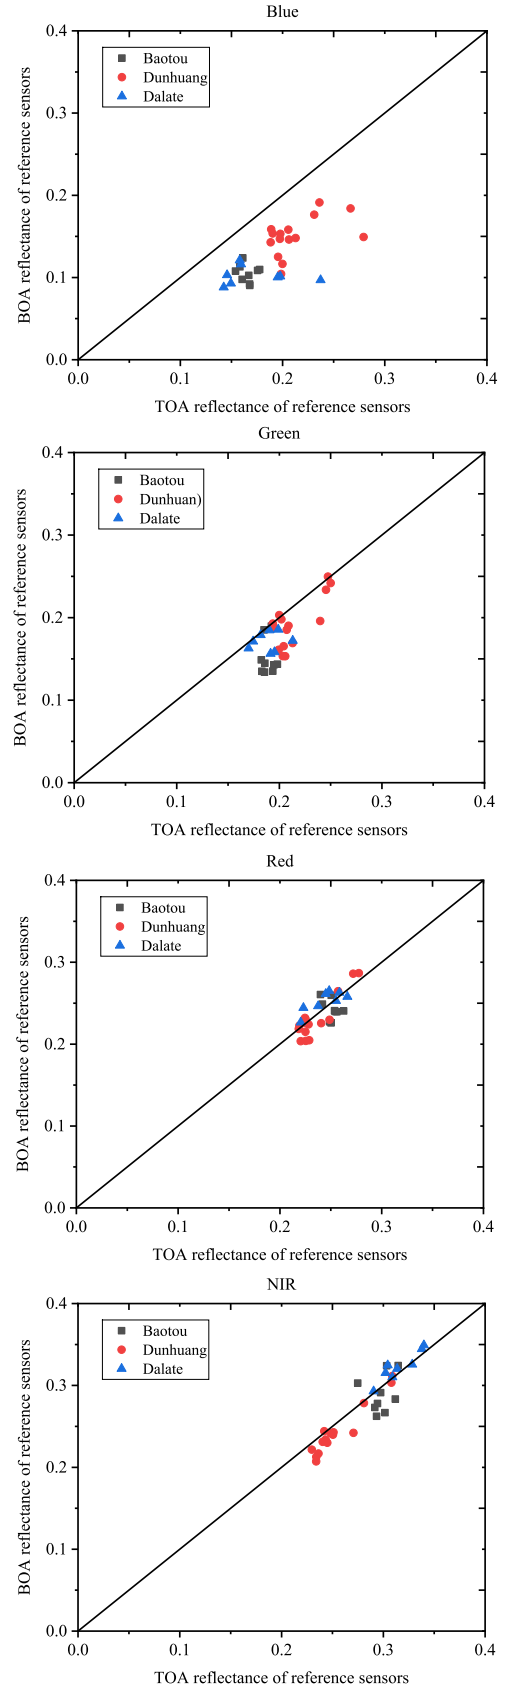 Blue
0.4
Baotou
Dunhuang
Dalate
0.3
0.2
0.1
0.0
BOA reflectance of reference sensors
0.0 0.1 0.2 0.3 0.4
TOA reflectance of reference sensors
Green
0.4
Baotou
Dunhuan)
Dalate
0.3
0.2
0.1
0.0
BOA reflectance of reference sensors
0.0 0.1 0.2 0.3 0.4
TOA reflectance of reference sensors
Red
0.4
Baotou
Dunhuang
Dalate
0.3
0.2
0.1
0.0
BOA reflectance of reference sensors
0.0 0.1 0.2 0.3 0.4
TOA reflectance of reference sensors
NIR
0.4
Baotou
Dunhuang
Dalate
0.3
0.2
0.1
0.0
BOA reflectance of reference sensors
0.0 0.1 0.2 0.3 0.4
TOA reflectance of reference sensors